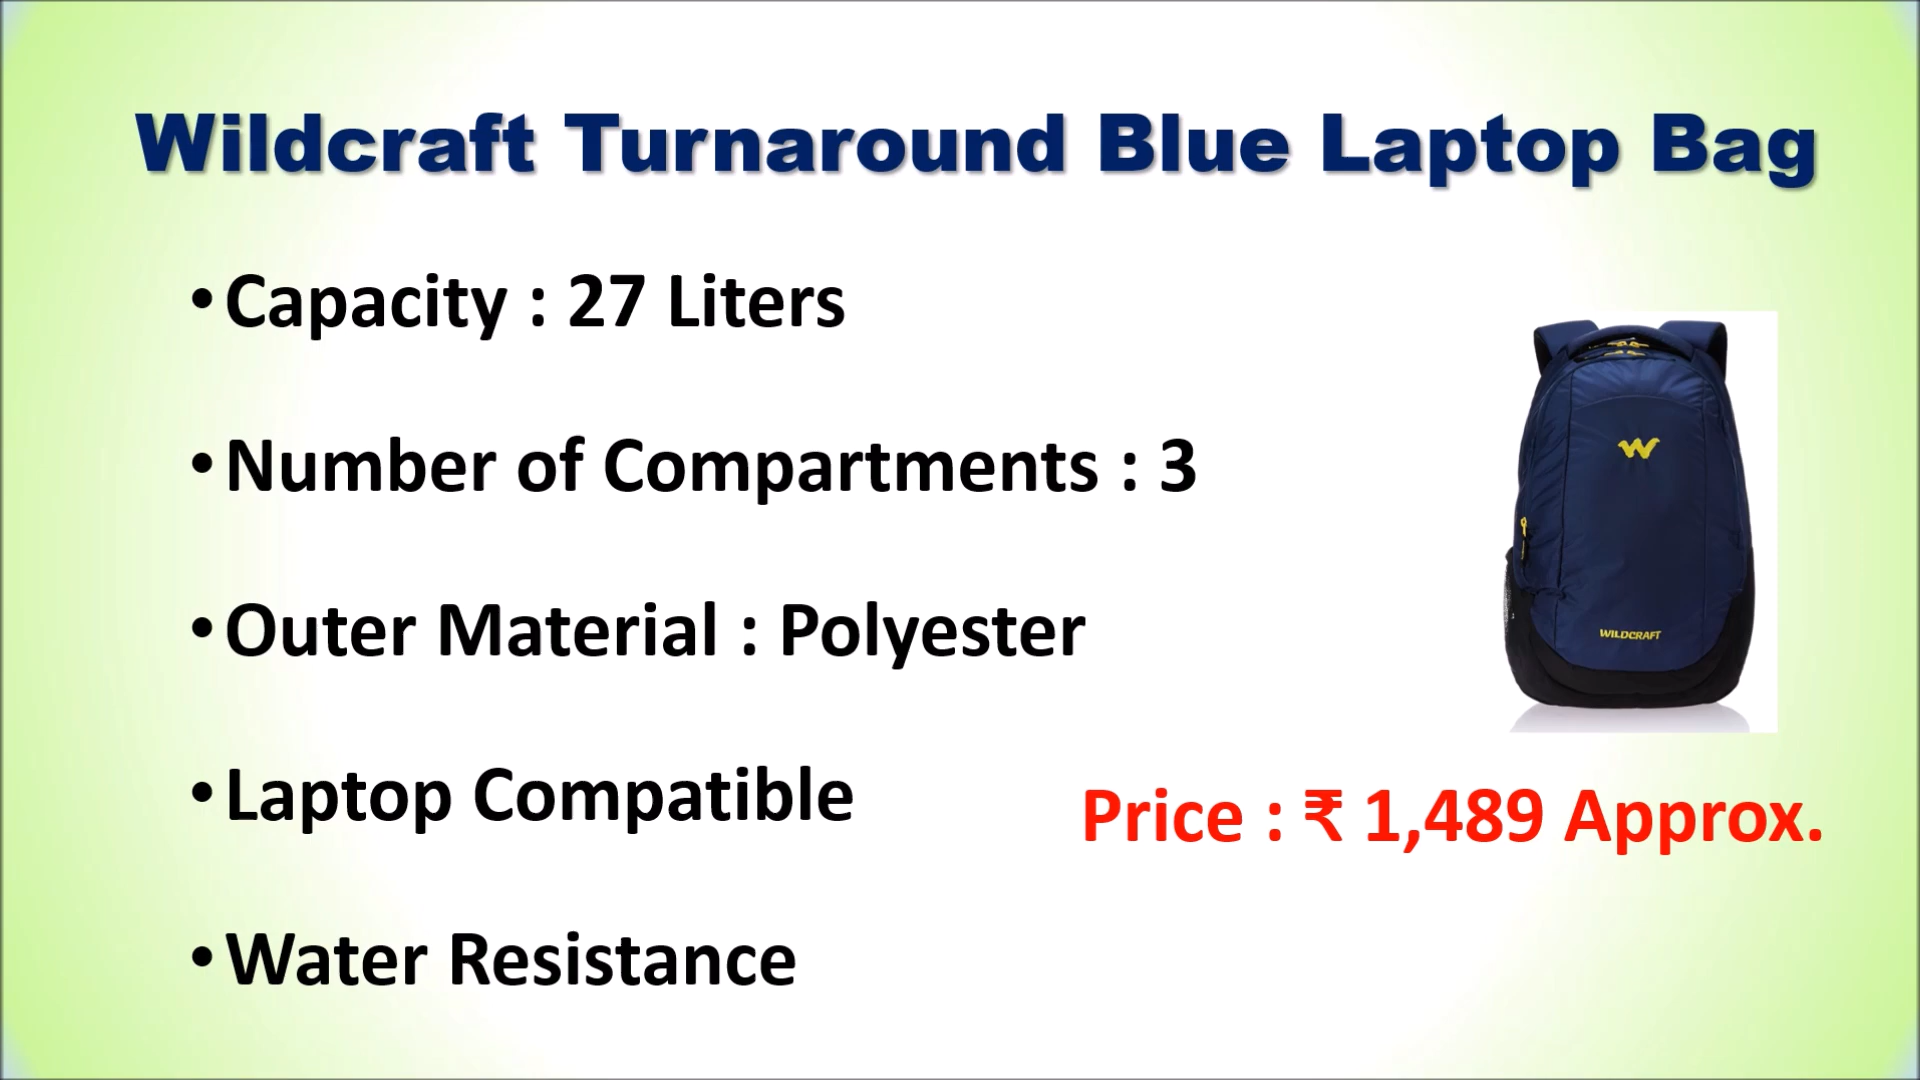 Wildcraft Turnaround Blue Laptop Bag
• Capacity : 27 Liters
• Number of Compartments : 3
• Outer Material : Polyester
• Laptop Compatible
• Water Resistance
WILDCRAFT
Price : ₹ 1,489 Approx.